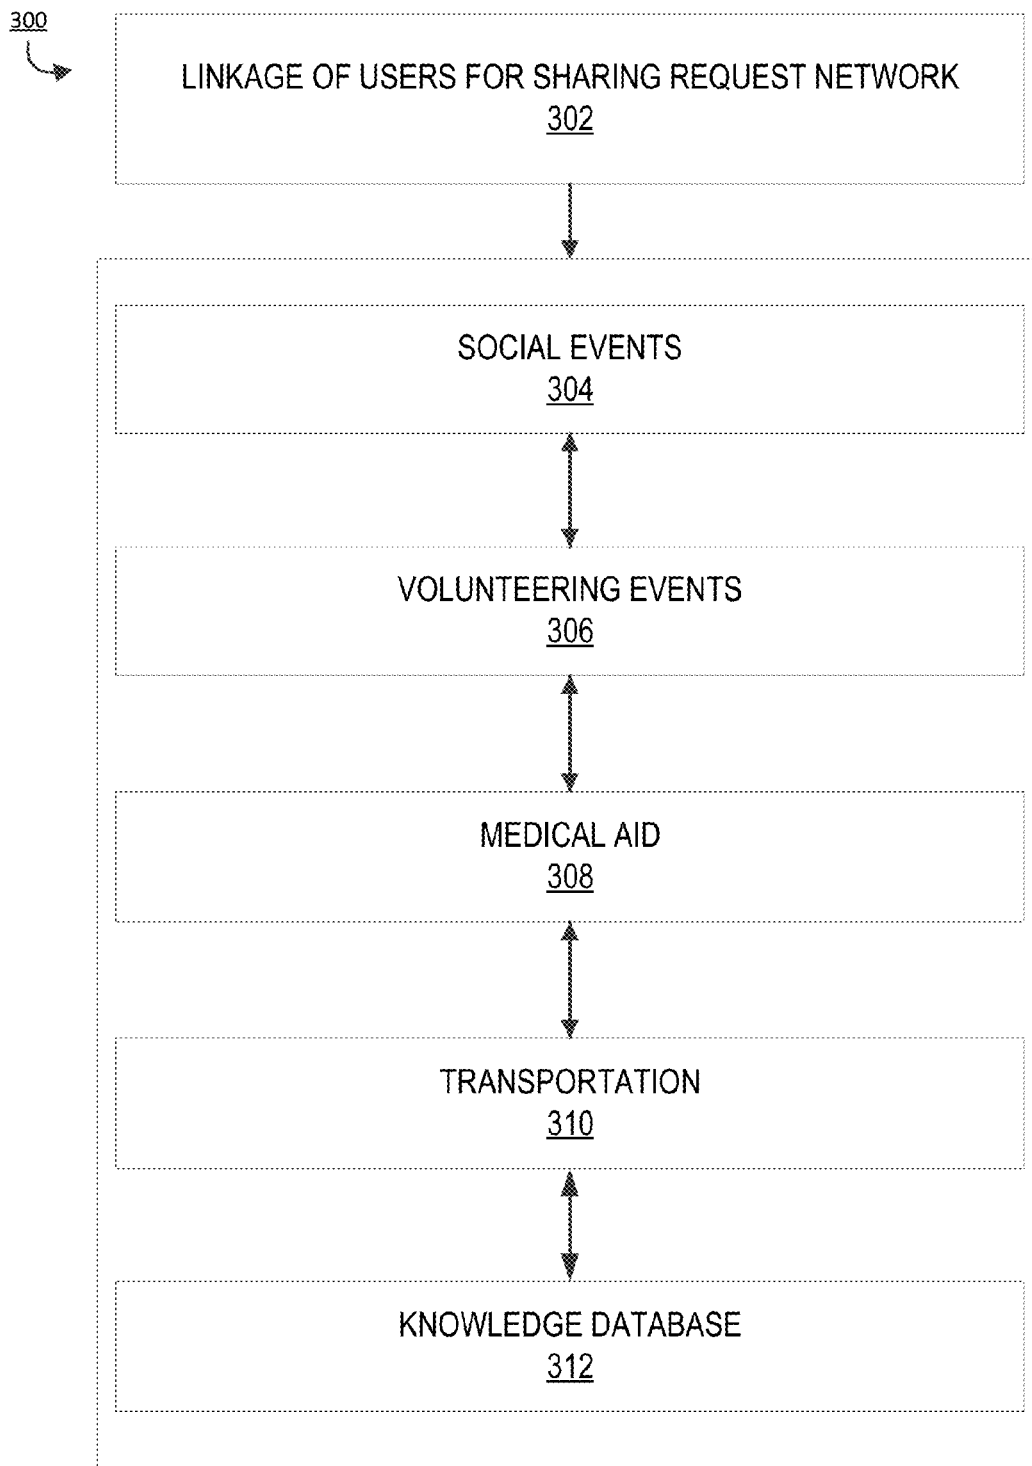 300
LINKAGE OF USERS FOR SHARING REQUEST NETWORK
302
SOCIAL EVENTS
304
VOLUNTEERING EVENTS
306
MEDICAL AID
308
TRANSPORTATION
310
KNOWLEDGE DATABASE
312